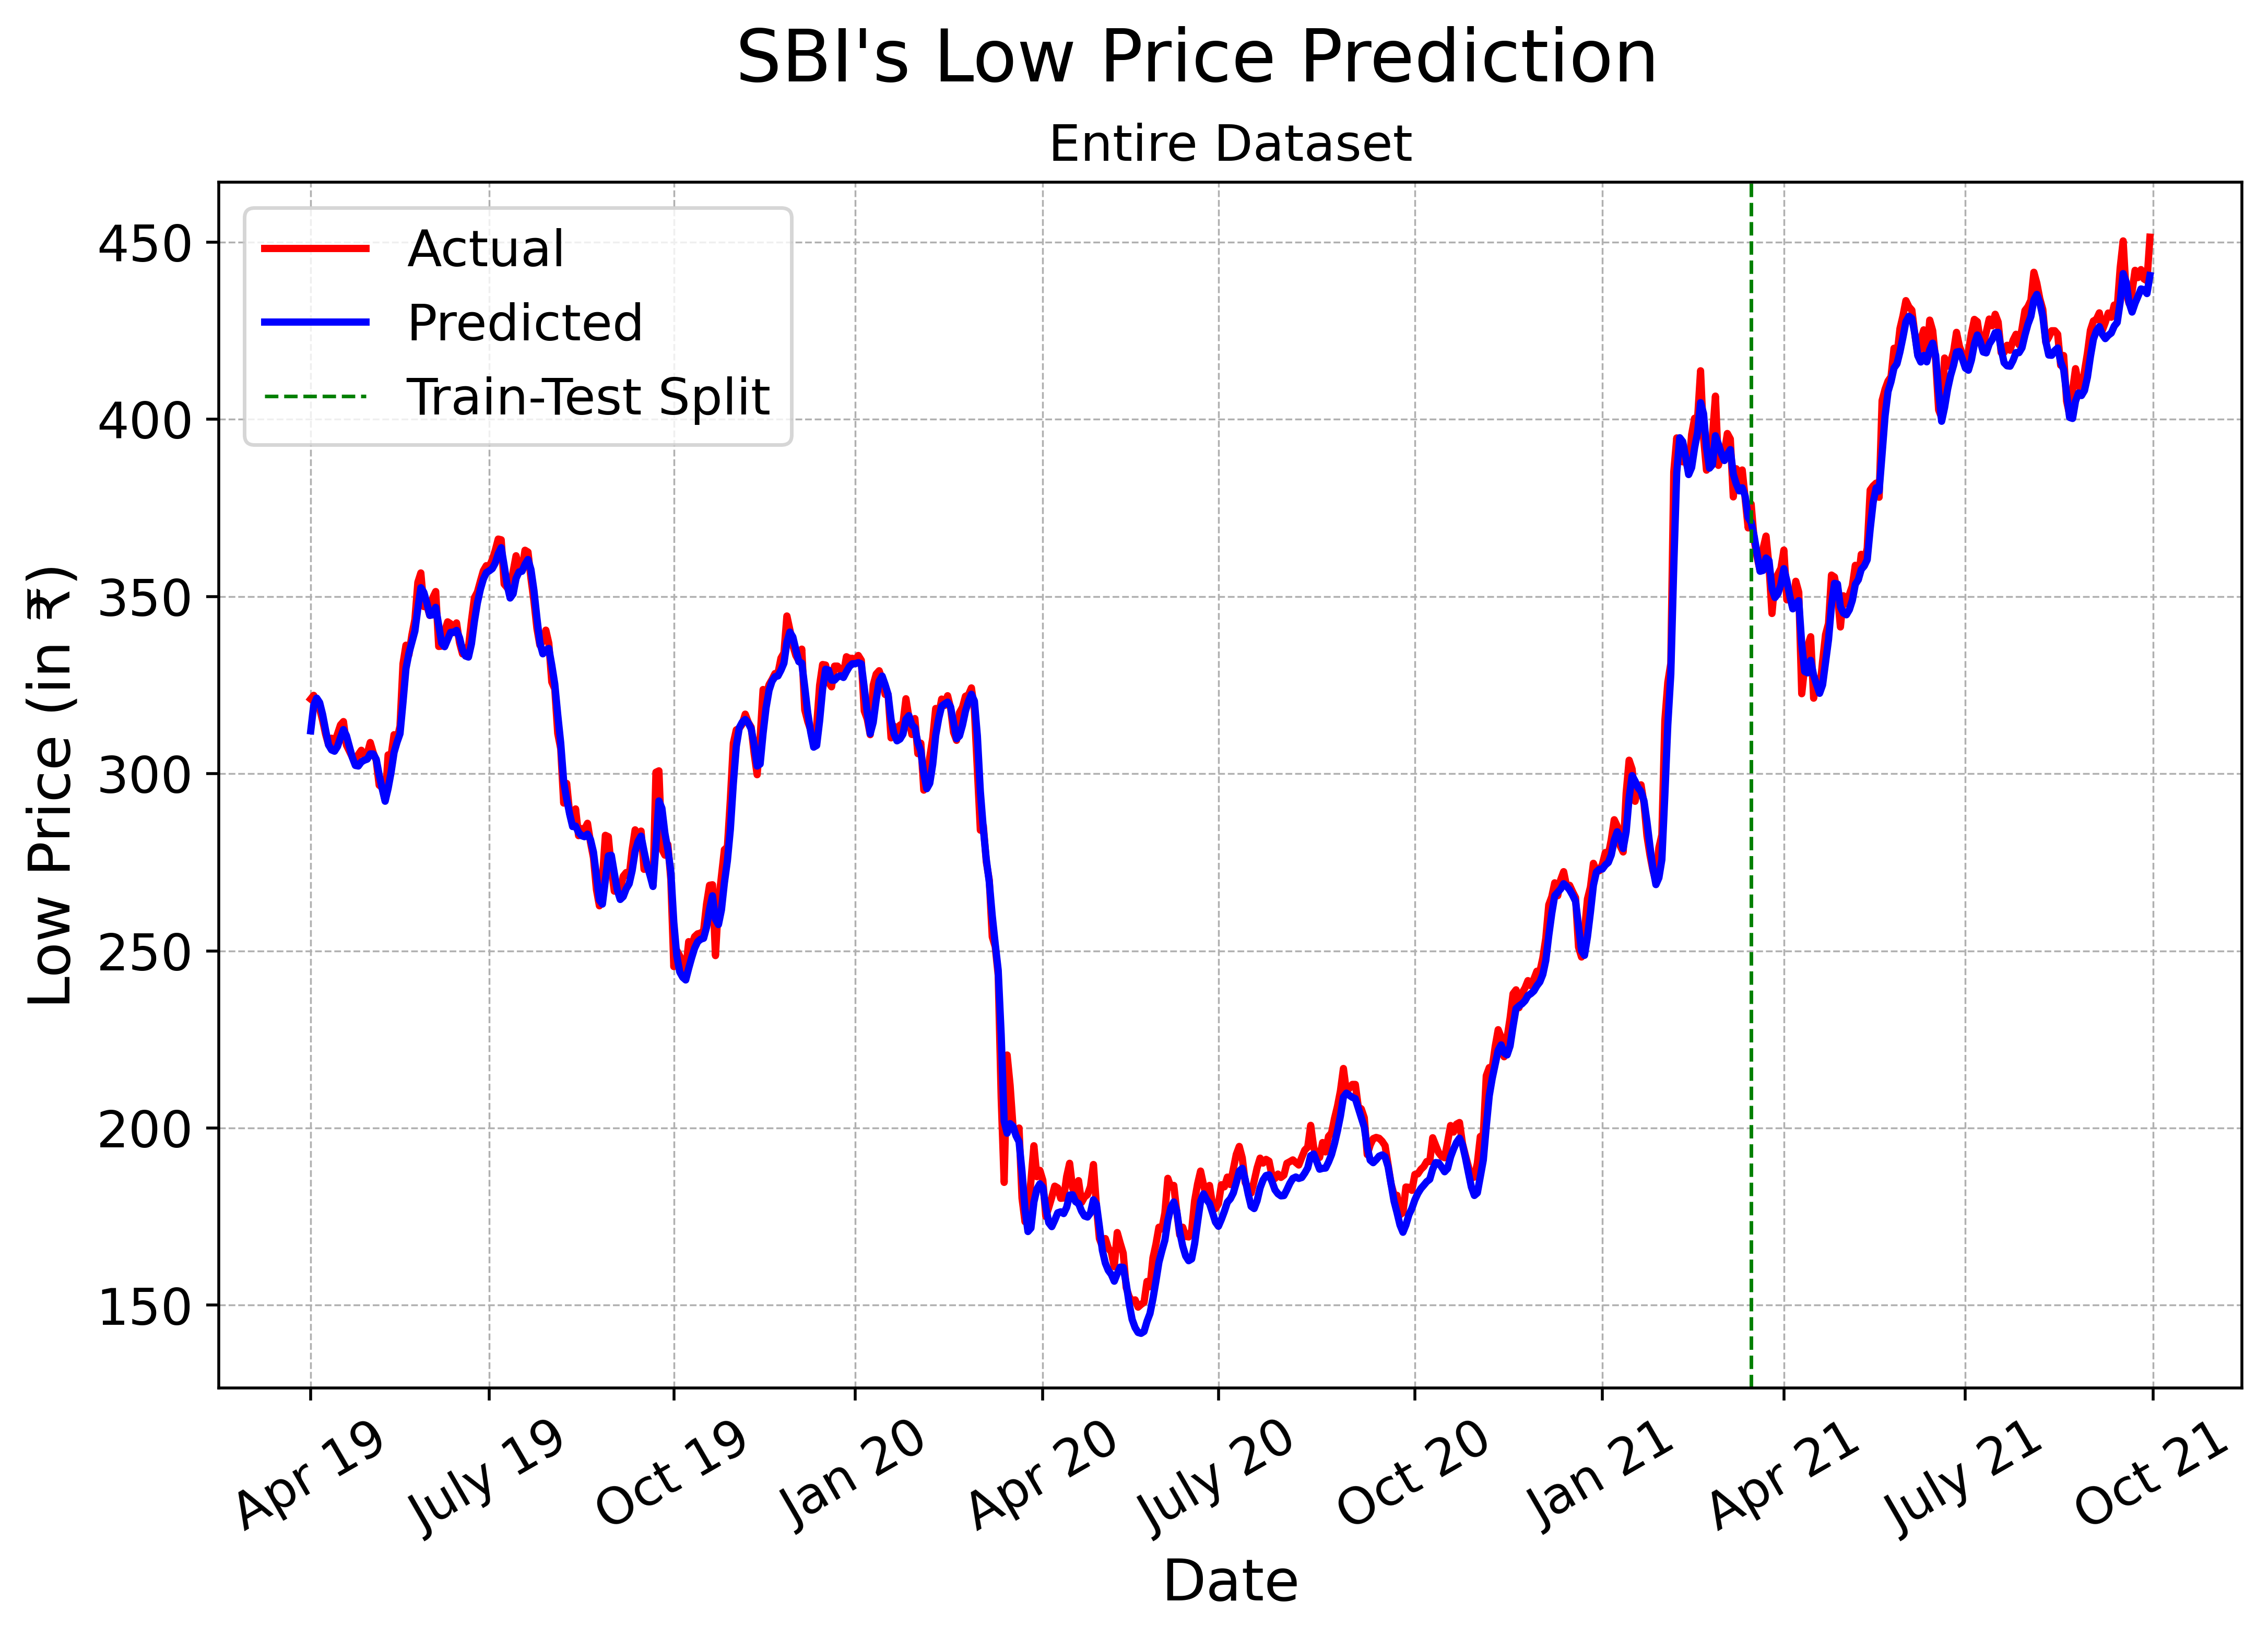 SBI's Low Price Prediction
Entire Dataset
Actual
Predicted
Train-Test Split
450
400
350
300
250
200
150
Low Price (in ₹)
Apr 19
July 19
Oct 19
Jan 20
Apr 20
July 20
Oct 20
Jan 21
Apr 21
July 21
Oct 21
Date